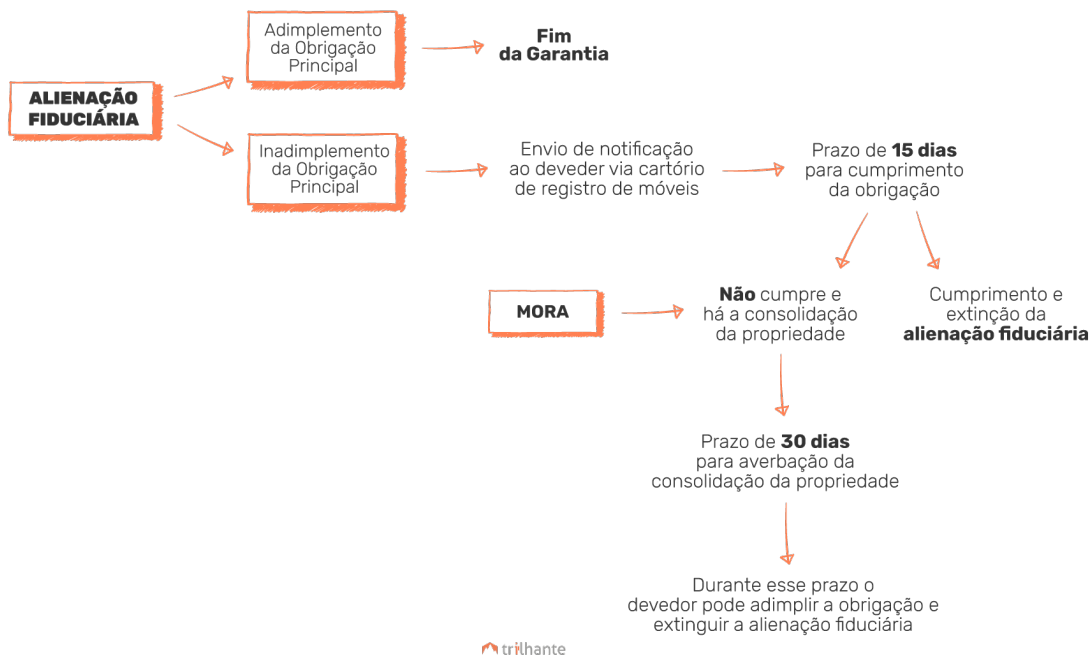 ALIENAÇÃO
FIDUCIÁRIA
Adimplemento
da Obrigação
Principal
Fim
da Garantia
Inadimplemento
da Obrigação
Principal
Envio de notificação
ao deveder via cartório
de registro de móveis
Prazo de 15 dias
para cumprimento
da obrigação
MORA
Não cumpre e
há a consolidação
da propriedade
Cumprimento e
extinção da
alienação fiduciária
Prazo de 30 dias
para averbação da
consolidação da propriedade
Durante esse prazo o
devedor pode adimplir a obrigação e
extinguir a alienação fiduciária
trilhante